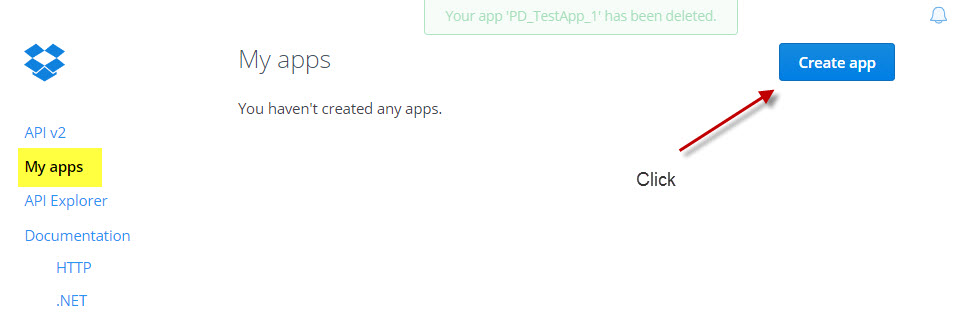 Your app 'PD_TestApp_1' has been deleted.
My apps
Create app
You haven't created any apps.
API v2
My apps
Click
API Explorer
Documentation
HTTP
.NET